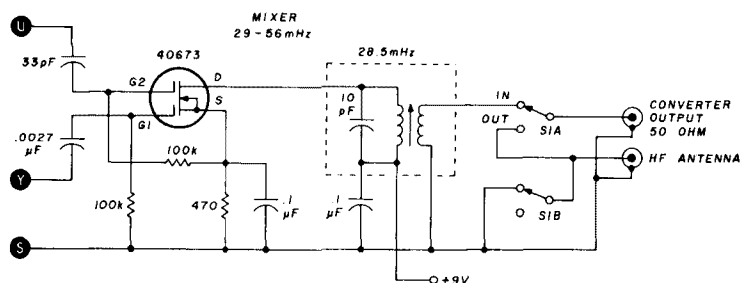 MIXER
29-56mHz
U
33pF
40673
G2
D
S
G1
28.5mHz
10
pF
IN
OUT
S1A
CONVERTER
OUTPUT
50 OHM
HF ANTENNA
.0027
µF
Y
100k
100k
470
.1
µF
.1
µF
S1B
S
+9V